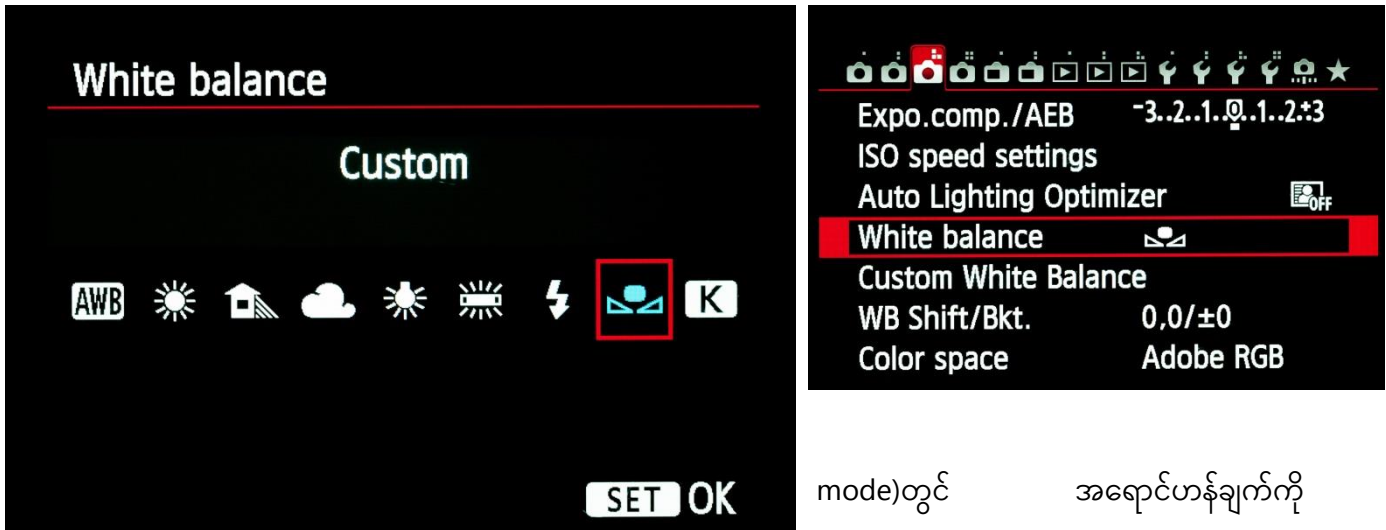 White balance
Custom
AWB K
SET OK
Expo.comp./AEB -3..2..1..0..1..2.:+3
ISO speed settings
Auto Lighting Optimizer OFF
White balance
Custom White Balance
WB Shift/Bkt. 0,0/±0
Color space Adobe RGB
mode)တွင် အရောင်ဟန်ချက်ကို